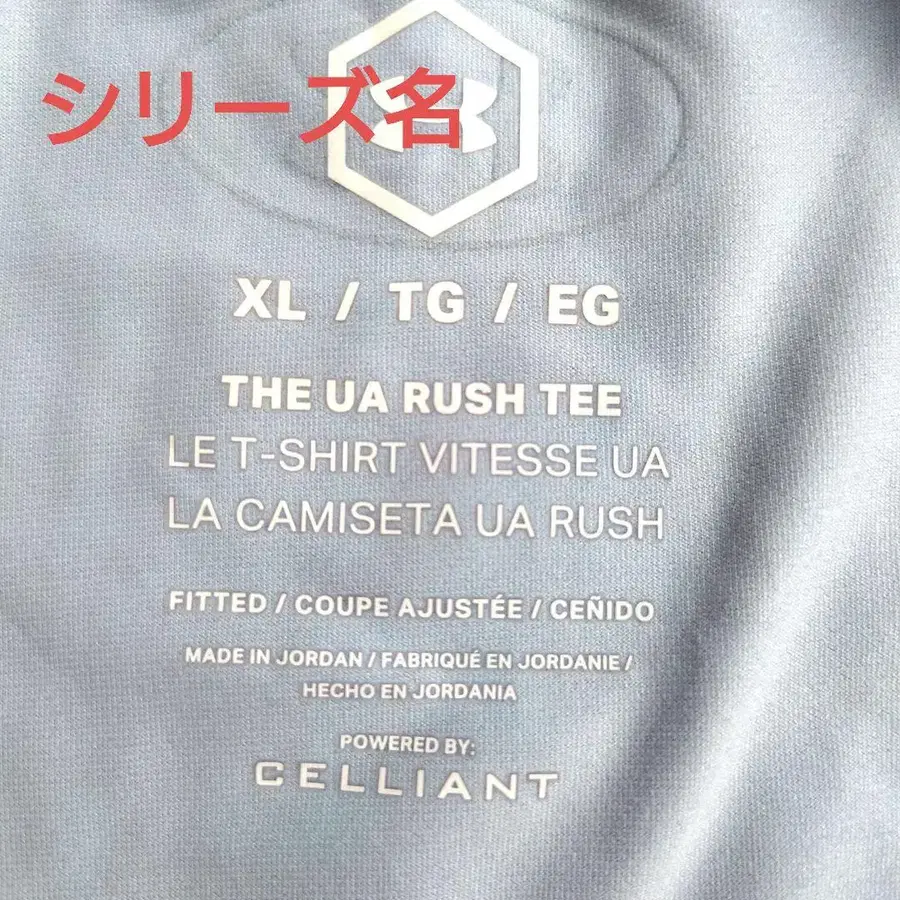 シリーズ名
XL / TG / EG
THE UA RUSH TEE
LE T-SHIRT VITESSE UA
LA CAMISETA UA RUSH
FITTED / COUPE AJUSTÉE / CEÑIDO
MADE IN JORDAN / FABRIQUÉ EN JORDANIE /
HECHO EN JORDANIA
POWERED BY:
CELLIANT